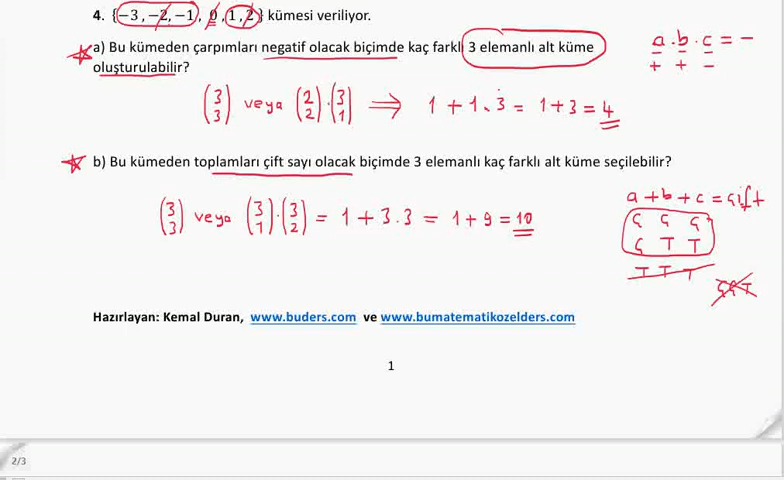 4. {−3, −2, −1, 0, 1, 2} kümesi veriliyor.
a) Bu kümeden çarpımları negatif olacak biçimde kaç farklı 3 elemanlı alt küme
oluşturulabilir?
a . b . c = −
+ + −
(3 3) veya (2 2) . (3 1) ⇒ 1 + 1.3 = 1+3 = 4
b) Bu kümeden toplamları çift sayı olacak biçimde 3 elemanlı kaç farklı alt küme seçilebilir?
(3 3) veya (3 1) . (3 2) = 1 + 3.3 = 1 + 9 = 10
a + b + c = çift
Ç Ç Ç
Ç T T
T T T
ÇÇT
Hazırlayan: Kemal Duran, www.buders.com ve www.bumatematikozelders.com
1
2/3